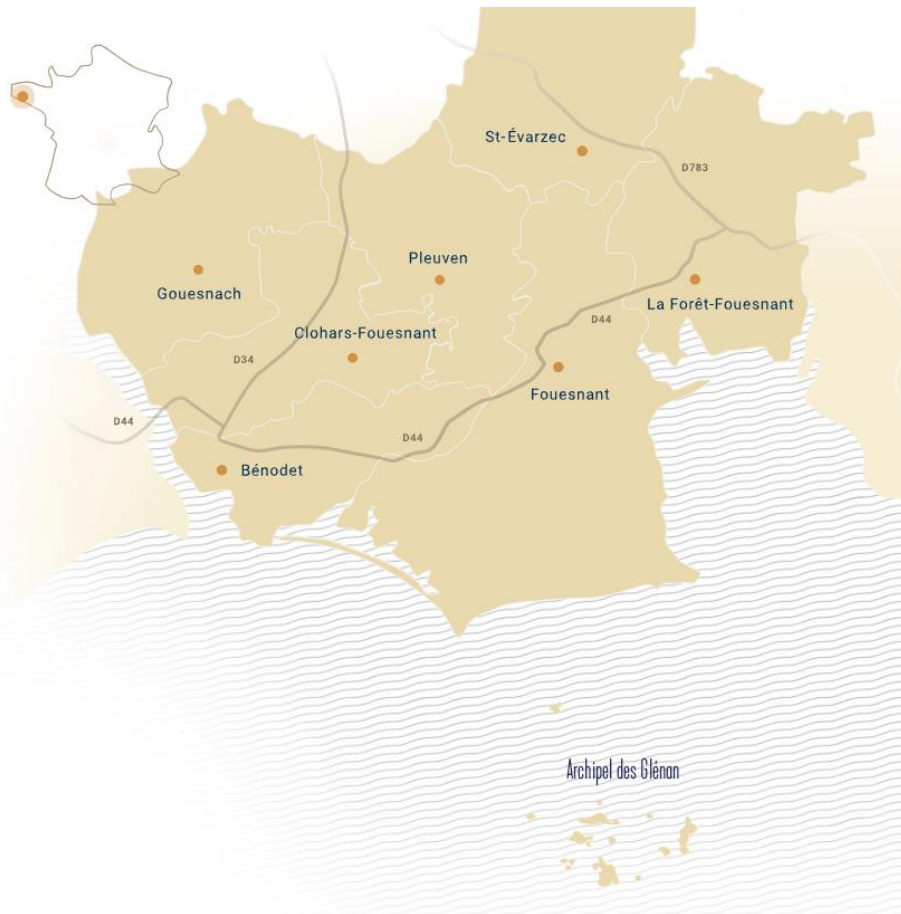 St-Évarzec
D783
Pleuven
Gouesnach
La Forêt-Fouesnant
D44
Clohars-Fouesnant
D34
Fouesnant
D44
D44
Bénodet
Archipel des Glénan